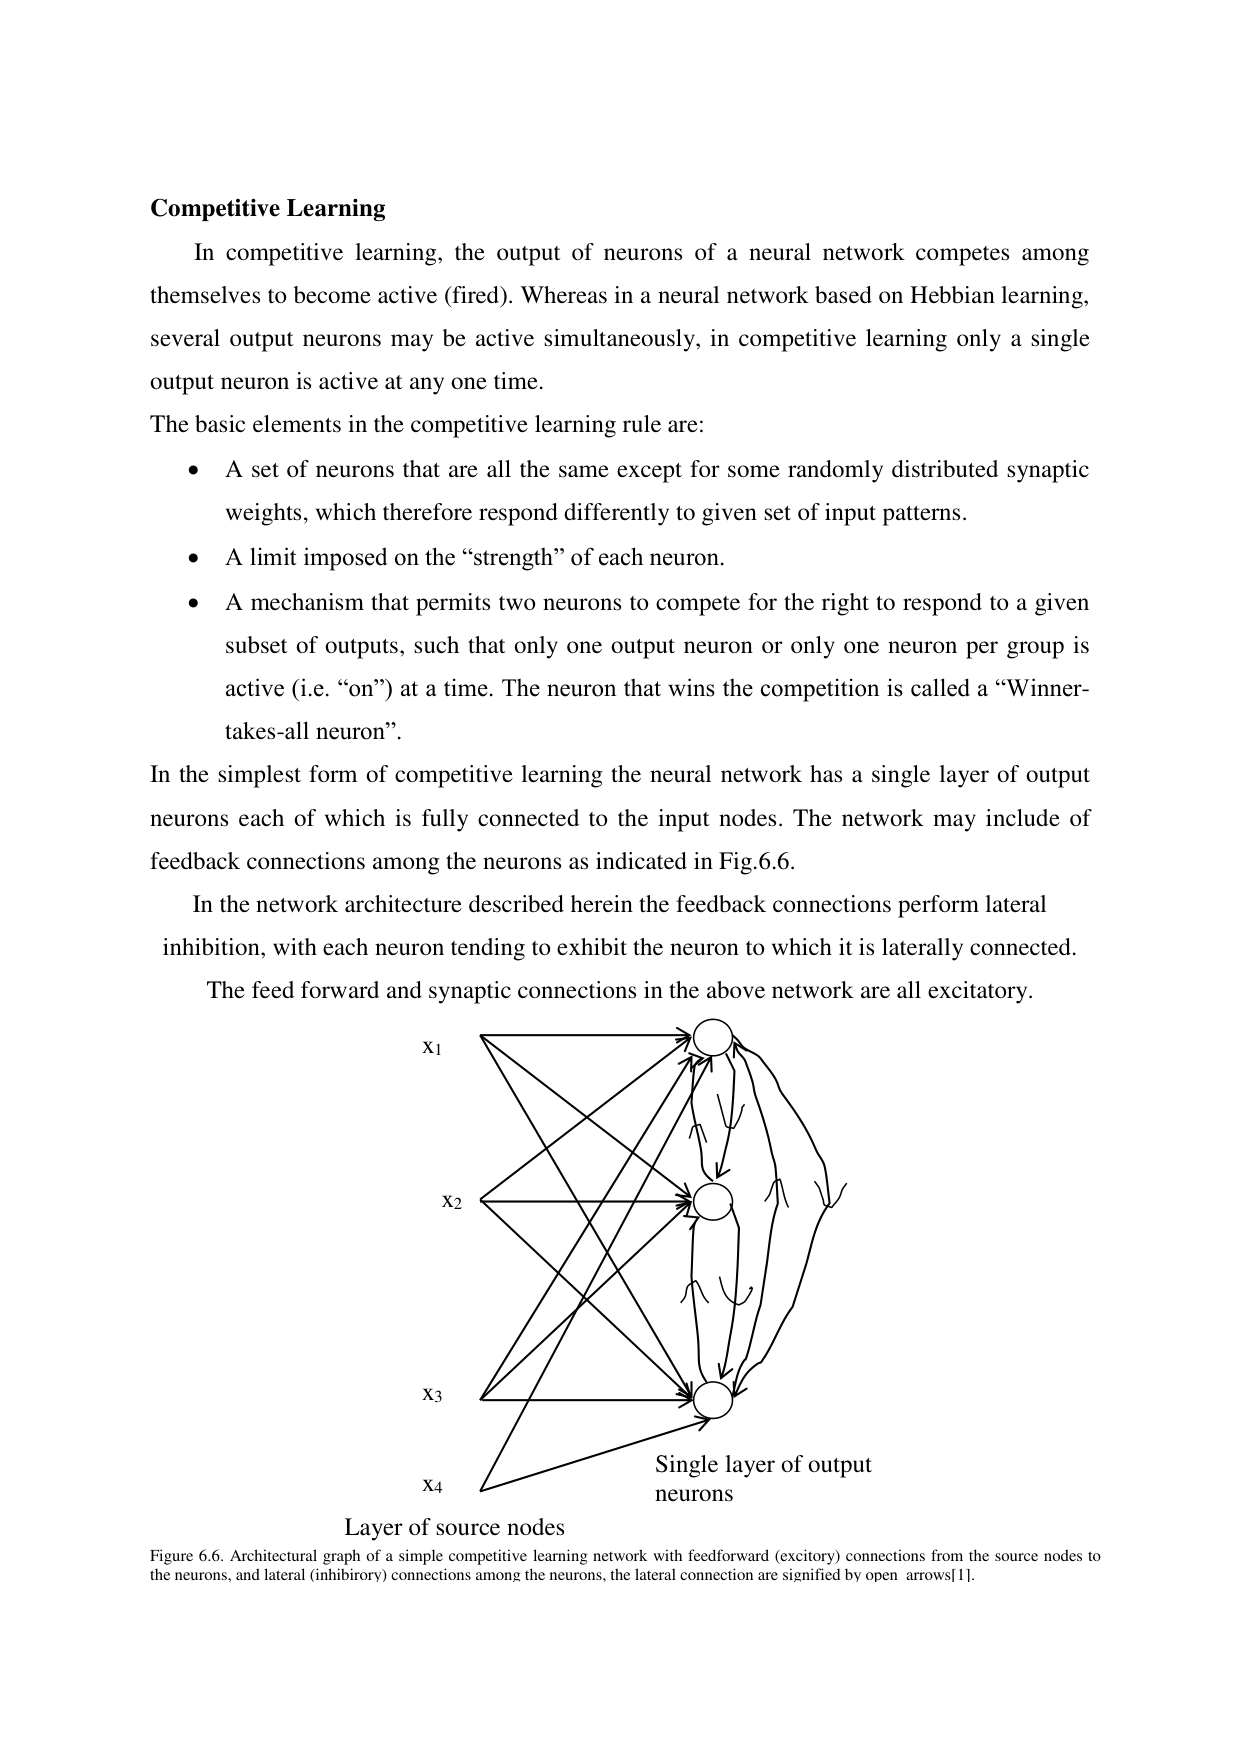 Competitive Learning
In competitive learning, the output of neurons of a neural network competes among
themselves to become active (fired). Whereas in a neural network based on Hebbian learning,
several output neurons may be active simultaneously, in competitive learning only a single
output neuron is active at any one time.
The basic elements in the competitive learning rule are:
• A set of neurons that are all the same except for some randomly distributed synaptic
weights, which therefore respond differently to given set of input patterns.
• A limit imposed on the “strength” of each neuron.
• A mechanism that permits two neurons to compete for the right to respond to a given
subset of outputs, such that only one output neuron or only one neuron per group is
active (i.e. “on”) at a time. The neuron that wins the competition is called a “Winner-
takes-all neuron”.
In the simplest form of competitive learning the neural network has a single layer of output
neurons each of which is fully connected to the input nodes. The network may include of
feedback connections among the neurons as indicated in Fig.6.6.
In the network architecture described herein the feedback connections perform lateral
inhibition, with each neuron tending to exhibit the neuron to which it is laterally connected.
The feed forward and synaptic connections in the above network are all excitatory.
x1
x2
x3
x4
Single layer of output
neurons
Layer of source nodes
Figure 6.6. Architectural graph of a simple competitive learning network with feedforward (excitory) connections from the source nodes to
the neurons, and lateral (inhibirory) connections among the neurons, the lateral connection are signified by open arrows[1].